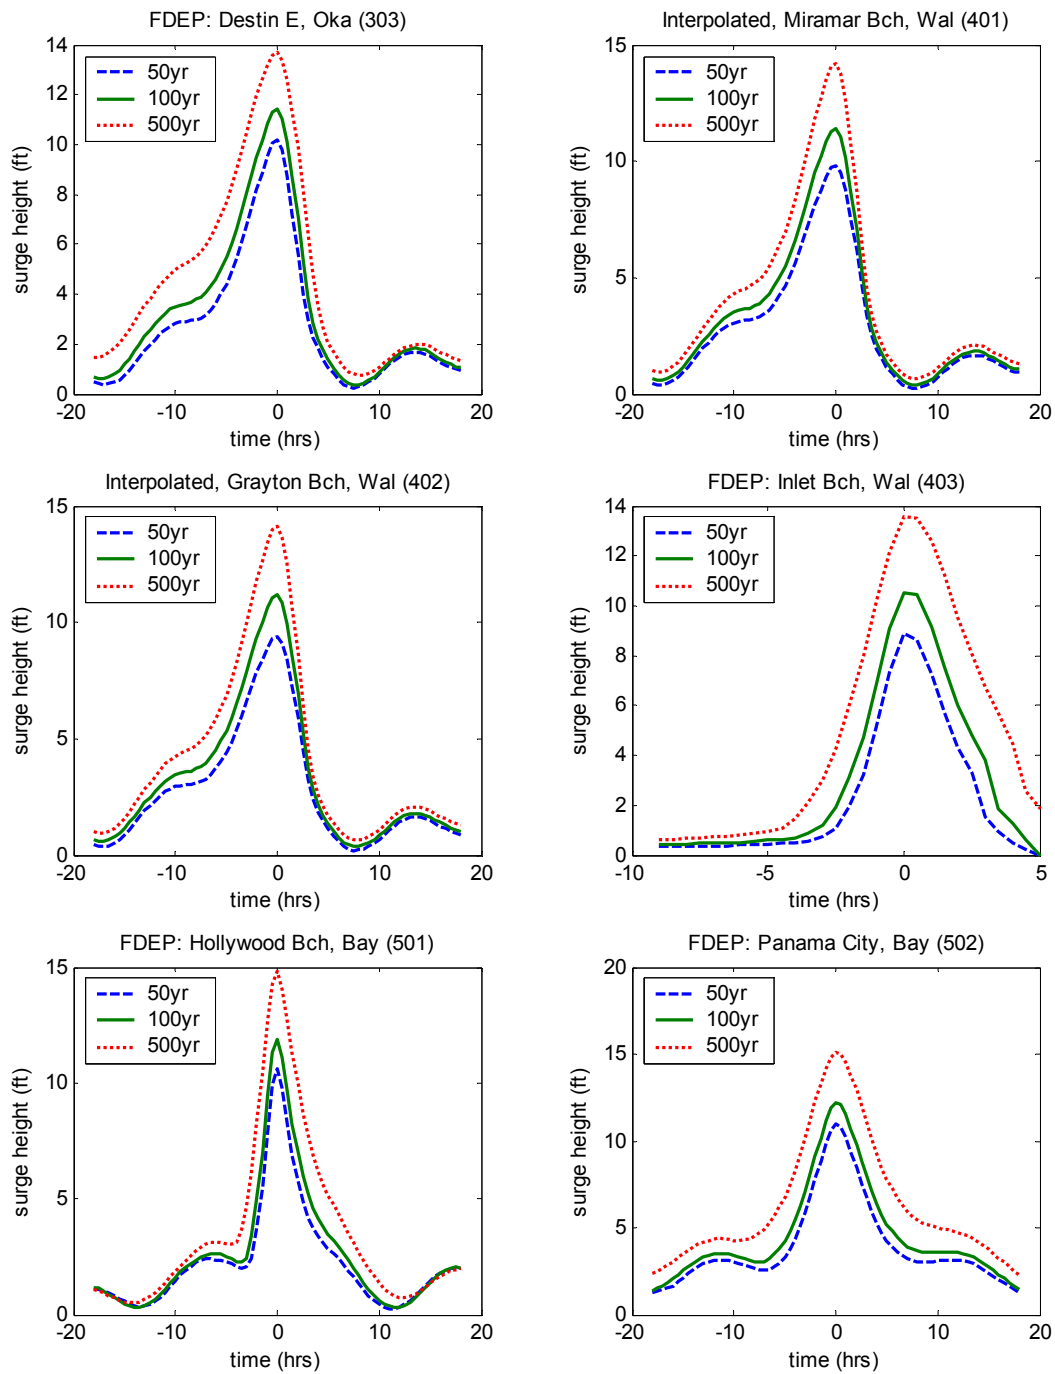 FDEP: Destin E, Oka (303)
14
12
10
8
6
4
2
0
surge height (ft)
50yr
100yr
500yr
-20
-10
0
10
20
time (hrs)
Interpolated, Miramar Bch, Wal (401)
15
10
5
0
surge height (ft)
50yr
100yr
500yr
-20
-10
0
10
20
time (hrs)
Interpolated, Grayton Bch, Wal (402)
15
10
5
0
surge height (ft)
50yr
100yr
500yr
-20
-10
0
10
20
time (hrs)
FDEP: Inlet Bch, Wal (403)
14
12
10
8
6
4
2
0
surge height (ft)
50yr
100yr
500yr
-10
-5
0
5
time (hrs)
FDEP: Hollywood Bch, Bay (501)
15
10
5
0
surge height (ft)
50yr
100yr
500yr
-20
-10
0
10
20
time (hrs)
FDEP: Panama City, Bay (502)
20
15
10
5
0
surge height (ft)
50yr
100yr
500yr
-20
-10
0
10
20
time (hrs)